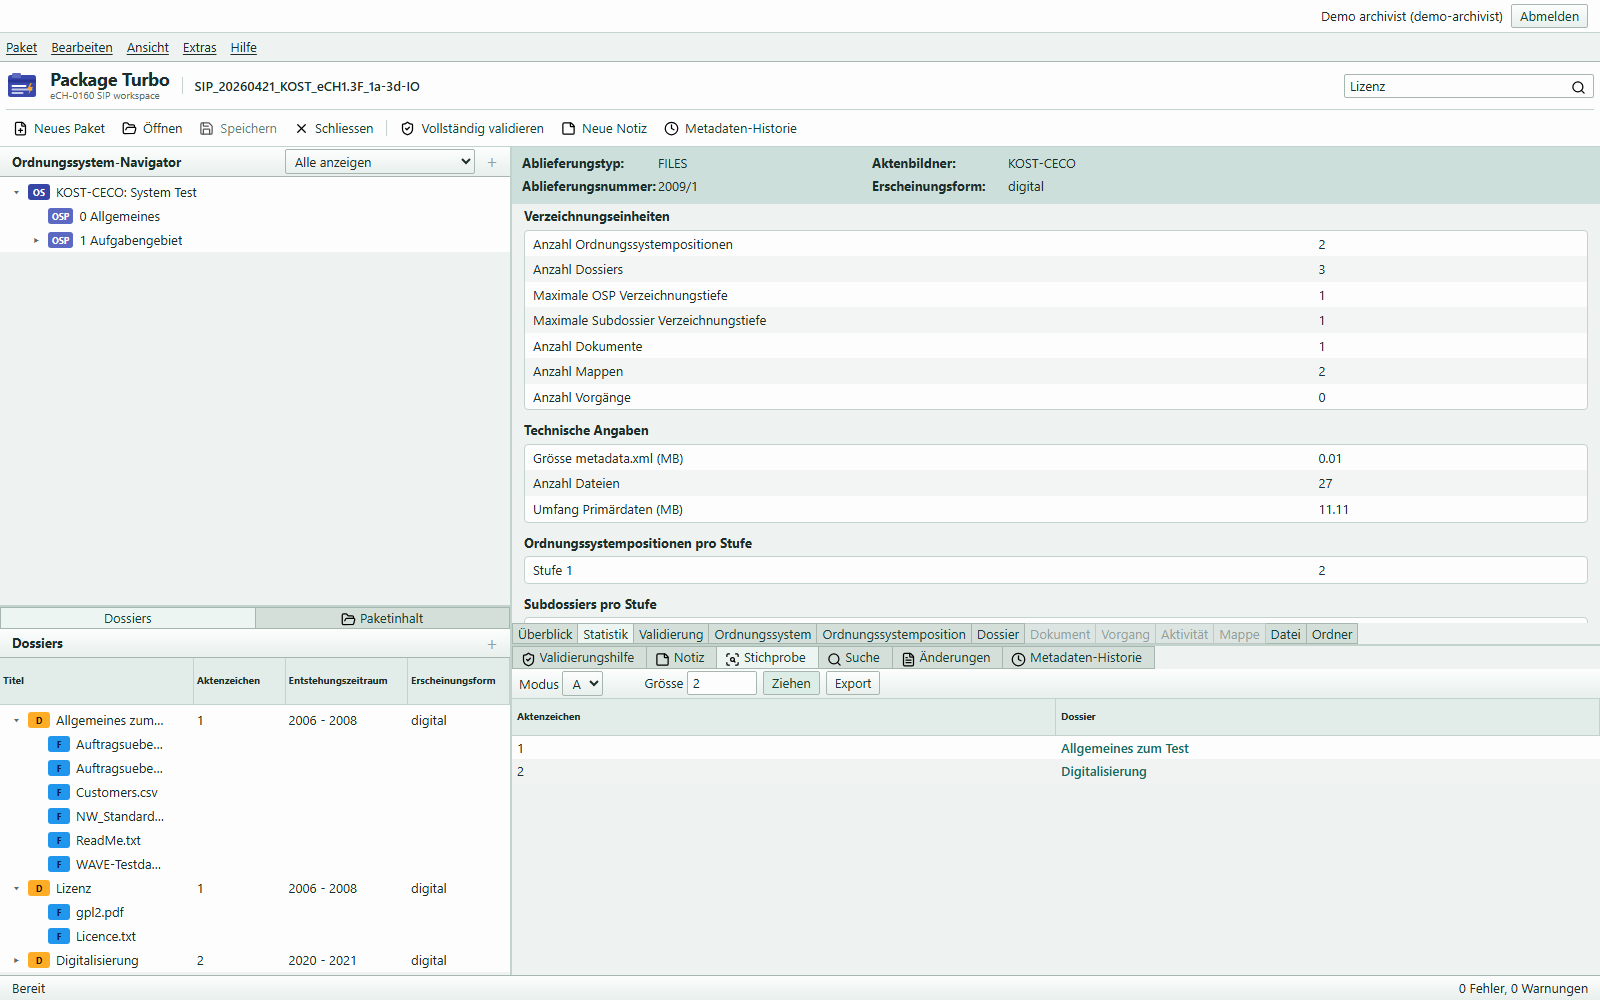 Demo archivist (demo-archivist) Abmelden
Paket Bearbeiten Ansicht Extras Hilfe
Package Turbo
eCH-0160 SIP workspace
SIP_20260421_KOST_eCH1.3F_1a-3d-IO
Lizenz
Neues Paket Öffnen Speichern Schliessen Vollständig validieren Neue Notiz Metadaten-Historie
Ordnungssystem-Navigator Alle anzeigen +
OS KOST-CECO: System Test
OSP 0 Allgemeines
OSP 1 Aufgabengebiet
Dossiers Paketinhalt
Dossiers +
Titel Aktenzeichen Entstehungszeitraum Erscheinungsform
D Allgemeines zum... 1 2006 - 2008 digital
F Auftragsuebe...
F Auftragsuebe...
F Customers.csv
F NW_Standard...
F ReadMe.txt
F WAVE-Testda...
D Lizenz 1 2006 - 2008 digital
F gpl2.pdf
F Licence.txt
D Digitalisierung 2 2020 - 2021 digital
Ablieferungstyp: FILES Aktenbildner: KOST-CECO
Ablieferungsnummer: 2009/1 Erscheinungsform: digital
Verzeichnungseinheiten
Anzahl Ordnungssystempositionen 2
Anzahl Dossiers 3
Maximale OSP Verzeichnungstiefe 1
Maximale Subdossier Verzeichnungstiefe 1
Anzahl Dokumente 1
Anzahl Mappen 2
Anzahl Vorgänge 0
Technische Angaben
Grösse metadata.xml (MB) 0.01
Anzahl Dateien 27
Umfang Primärdaten (MB) 11.11
Ordnungssystempositionen pro Stufe
Stufe 1 2
Subdossiers pro Stufe
Überblick Statistik Validierung Ordnungssystem Ordnungssystemposition Dossier Dokument Vorgang Aktivität Mappe Datei Ordner
Validierungshilfe Notiz Stichprobe Suche Änderungen Metadaten-Historie
Modus A Grösse 2 Ziehen Export
Aktenzeichen Dossier
1 Allgemeines zum Test
2 Digitalisierung
Bereit 0 Fehler, 0 Warnungen